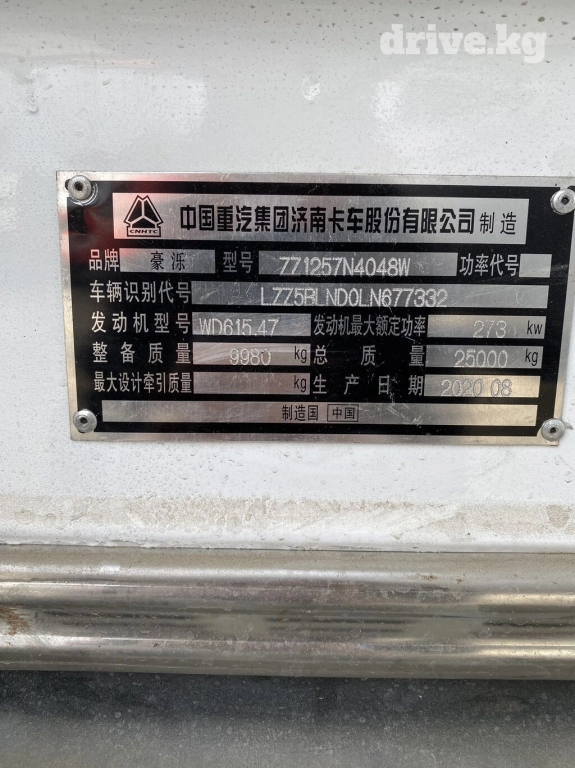 drive.kg
CNHTC 中国重汽集团济南卡车股份有限公司 制造
品牌 豪泺 型号 ZZ1257N4048W 功率代号
车辆识别代号 LZZ5BLND0LN677332
发动机型号 WD615.47 发动机最大额定功率 273 kw
整备质量 9980 kg 总质量 25000 kg
最大设计牵引质量 kg 生产日期 2020 08
制造国 中国